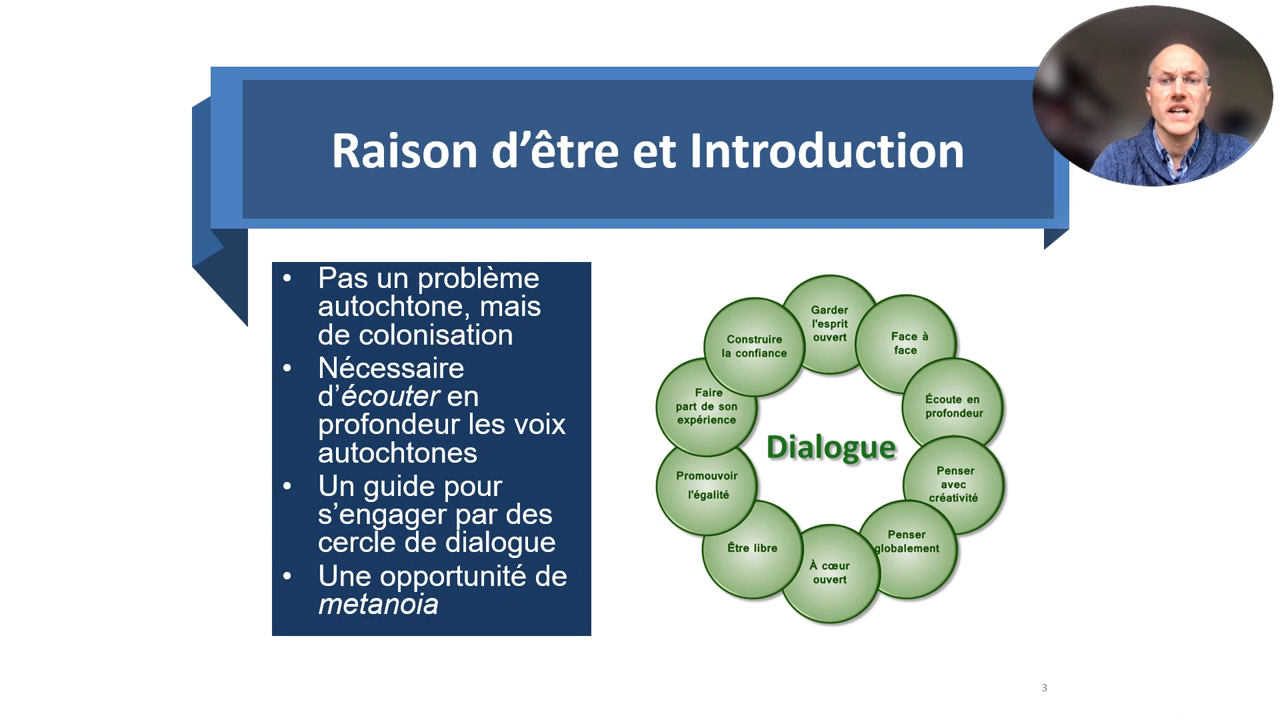 Raison d’être et Introduction
• Pas un problème
autochtone, mais
de colonisation
• Nécessaire
d’écouter en
profondeur les voix
autochtones
• Un guide pour
s’engager par des
cercle de dialogue
• Une opportunité de
metanoia
Garder
l'esprit
ouvert
Face à
face
Écoute en
profondeur
Penser
avec
créativité
Penser
globalement
À cœur
ouvert
Être libre
Promouvoir
l'égalité
Faire
part de son
expérience
Construire
la confiance
Dialogue
3